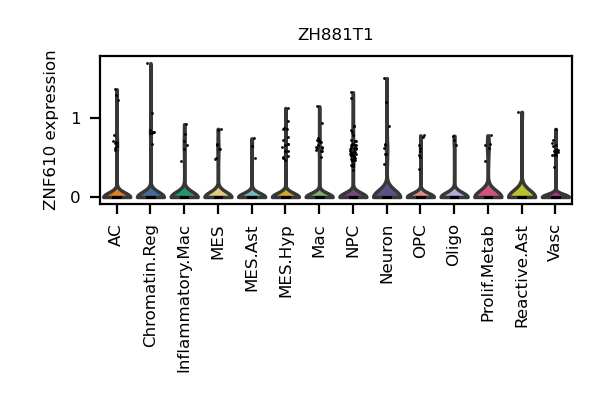 ZH881T1
ZNF610 expression
1
0
AC
Chromatin.Reg
Inflammatory.Mac
MES
MES.Ast
MES.Hyp
Mac
NPC
Neuron
OPC
Oligo
Prolif.Metab
Reactive.Ast
Vasc